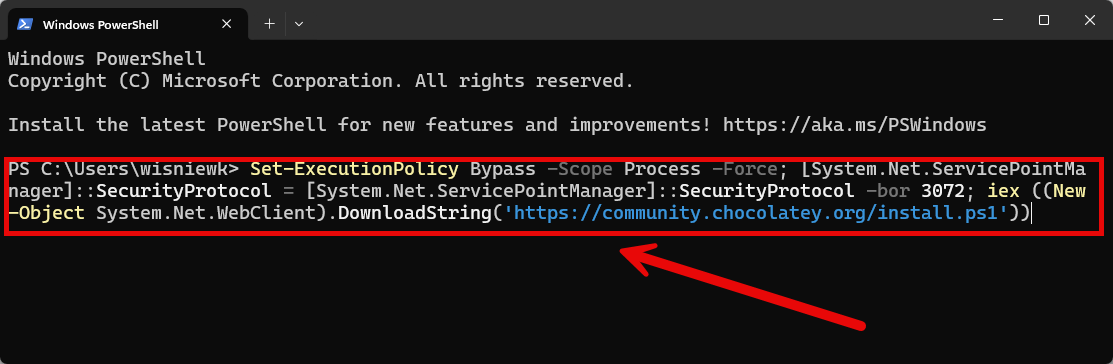 Windows PowerShell
Windows PowerShell
Copyright (C) Microsoft Corporation. All rights reserved.
Install the latest PowerShell for new features and improvements! https://aka.ms/PSWindows
PS C:\Users\wisniewk> Set-ExecutionPolicy Bypass -Scope Process -Force; [System.Net.ServicePointMa
nager]::SecurityProtocol = [System.Net.ServicePointManager]::SecurityProtocol -bor 3072; iex ((New
-Object System.Net.WebClient).DownloadString('https://community.chocolatey.org/install.ps1'))